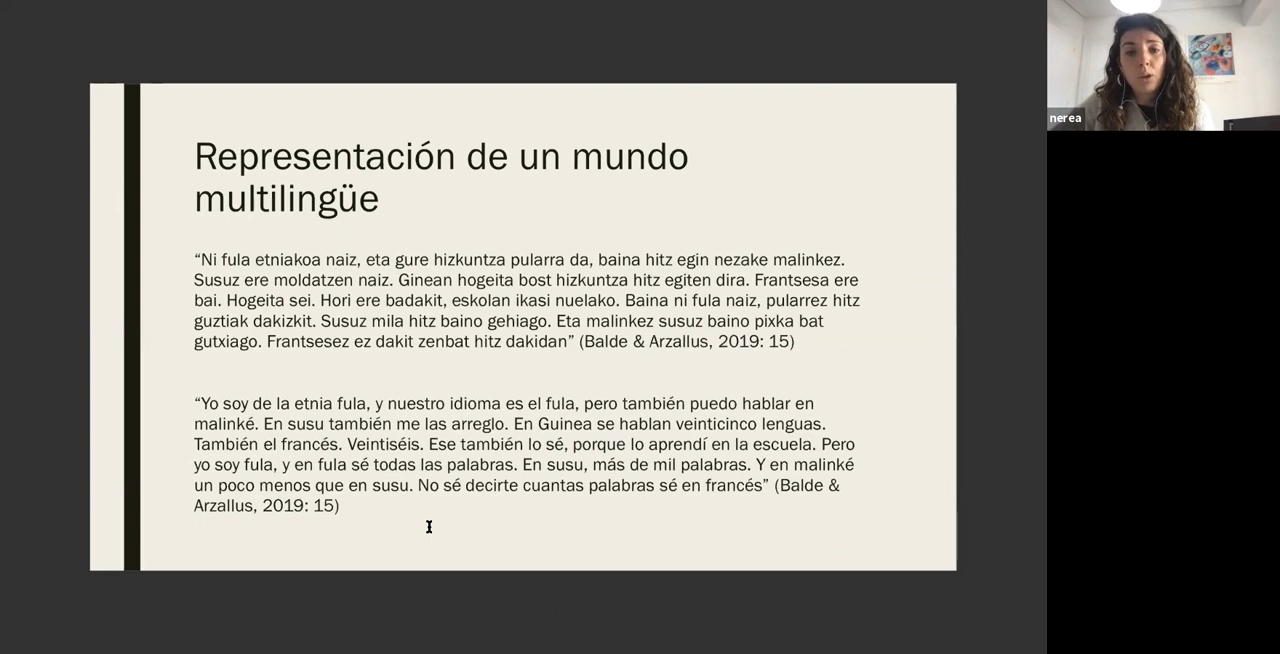 Representación de un mundo
multilingüe
“Ni fula etniakoa naiz, eta gure hizkuntza pularra da, baina hitz egin nezake malinkez.
Susuz ere moldatzen naiz. Ginean hogeita bost hizkuntza hitz egiten dira. Frantsesa ere
bai. Hogeita sei. Hori ere badakit, eskolan ikasi nuelako. Baina ni fula naiz, pularrez hitz
guztiak dakizkit. Susuz mila hitz baino gehiago. Eta malinkez susuz baino pixka bat
gutxiago. Frantsesez ez dakit zenbat hitz dakidan” (Balde & Arzallus, 2019: 15)
“Yo soy de la etnia fula, y nuestro idioma es el fula, pero también puedo hablar en
malinké. En susu también me las arreglo. En Guinea se hablan veinticinco lenguas.
También el francés. Veintiséis. Ese también lo sé, porque lo aprendí en la escuela. Pero
yo soy fula, y en fula sé todas las palabras. En susu, más de mil palabras. Y en malinké
un poco menos que en susu. No sé decirte cuantas palabras sé en francés” (Balde &
Arzallus, 2019: 15)
nerea